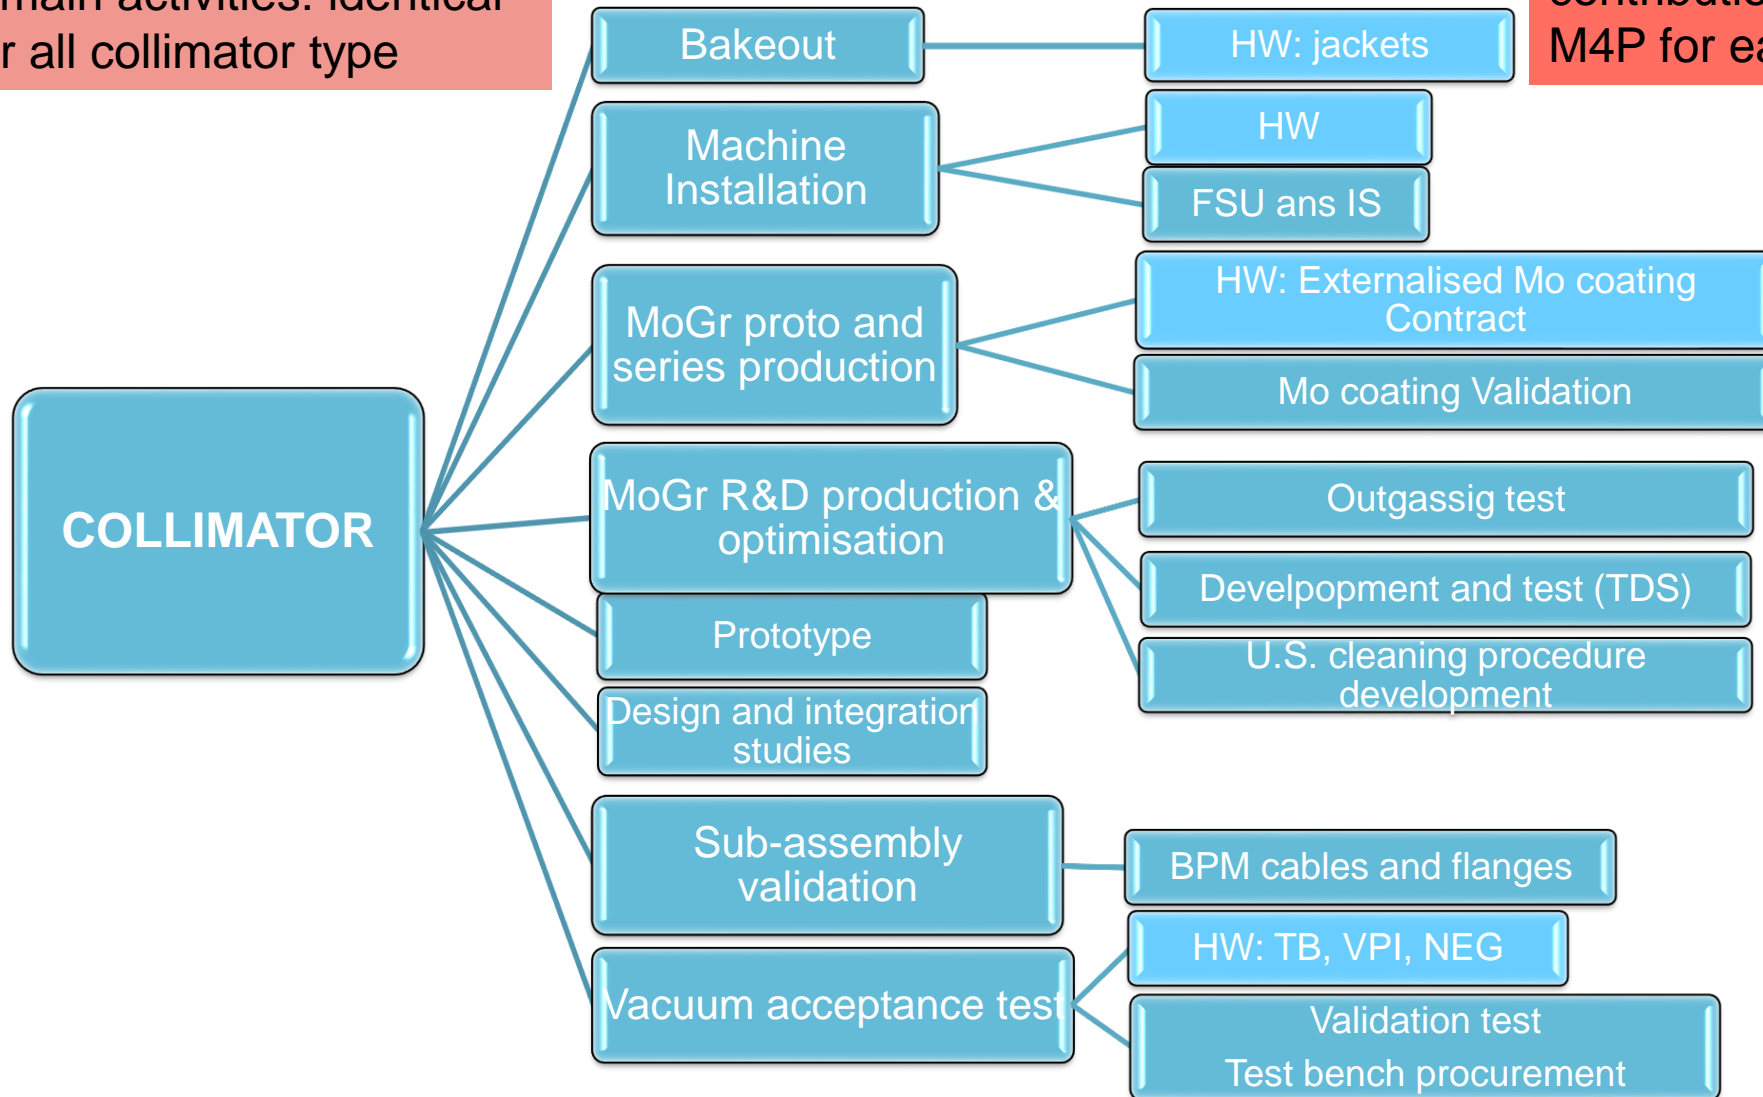 main activities: identical
r all collimator type
M4P for ea
COLLIMATOR
Bakeout
HW: jackets
Machine
Installation
HW
FSU ans IS
MoGr proto and
series production
HW: Externalised Mo coating
Contract
Mo coating Validation
MoGr R&D production &
optimisation
Outgassig test
Develpopment and test (TDS)
U.S. cleaning procedure
development
Prototype
Design and integration
studies
Sub-assembly
validation
BPM cables and flanges
Vacuum acceptance test
HW: TB, VPI, NEG
Validation test
Test bench procurement